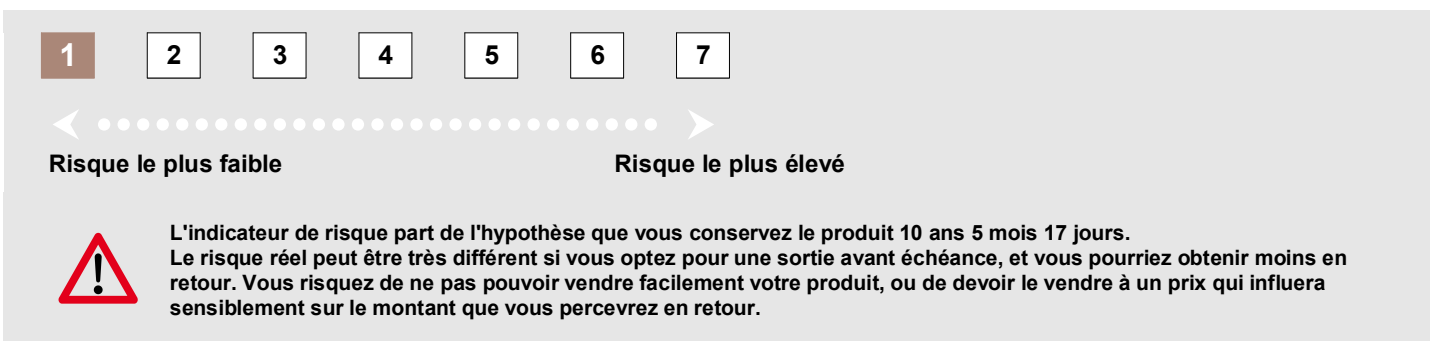 1 2 3 4 5 6 7
Risque le plus faible Risque le plus élevé
L'indicateur de risque part de l'hypothèse que vous conservez le produit 10 ans 5 mois 17 jours.
Le risque réel peut être très différent si vous optez pour une sortie avant échéance, et vous pourriez obtenir moins en
retour. Vous risquez de ne pas pouvoir vendre facilement votre produit, ou de devoir le vendre à un prix qui influera
sensiblement sur le montant que vous percevrez en retour.